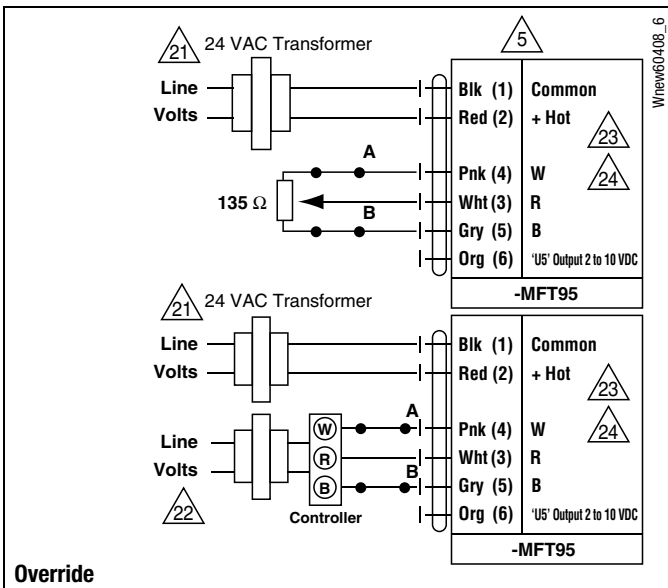 Wnew60408_6
21 24 VAC Transformer 5
Line Blk (1) Common
Volts Red (2) + Hot
23
A Pnk (4) W 24
135 Ω Wht (3) R
B Gry (5) B
Org (6) 'U5' Output 2 to 10 VDC
-MFT95
21 24 VAC Transformer
Line Blk (1) Common
Volts Red (2) + Hot
23
A
Line W Pnk (4) W 24
R Wht (3) R
Volts B B Gry (5) B
22 Controller Org (6) 'U5' Output 2 to 10 VDC
-MFT95
Override